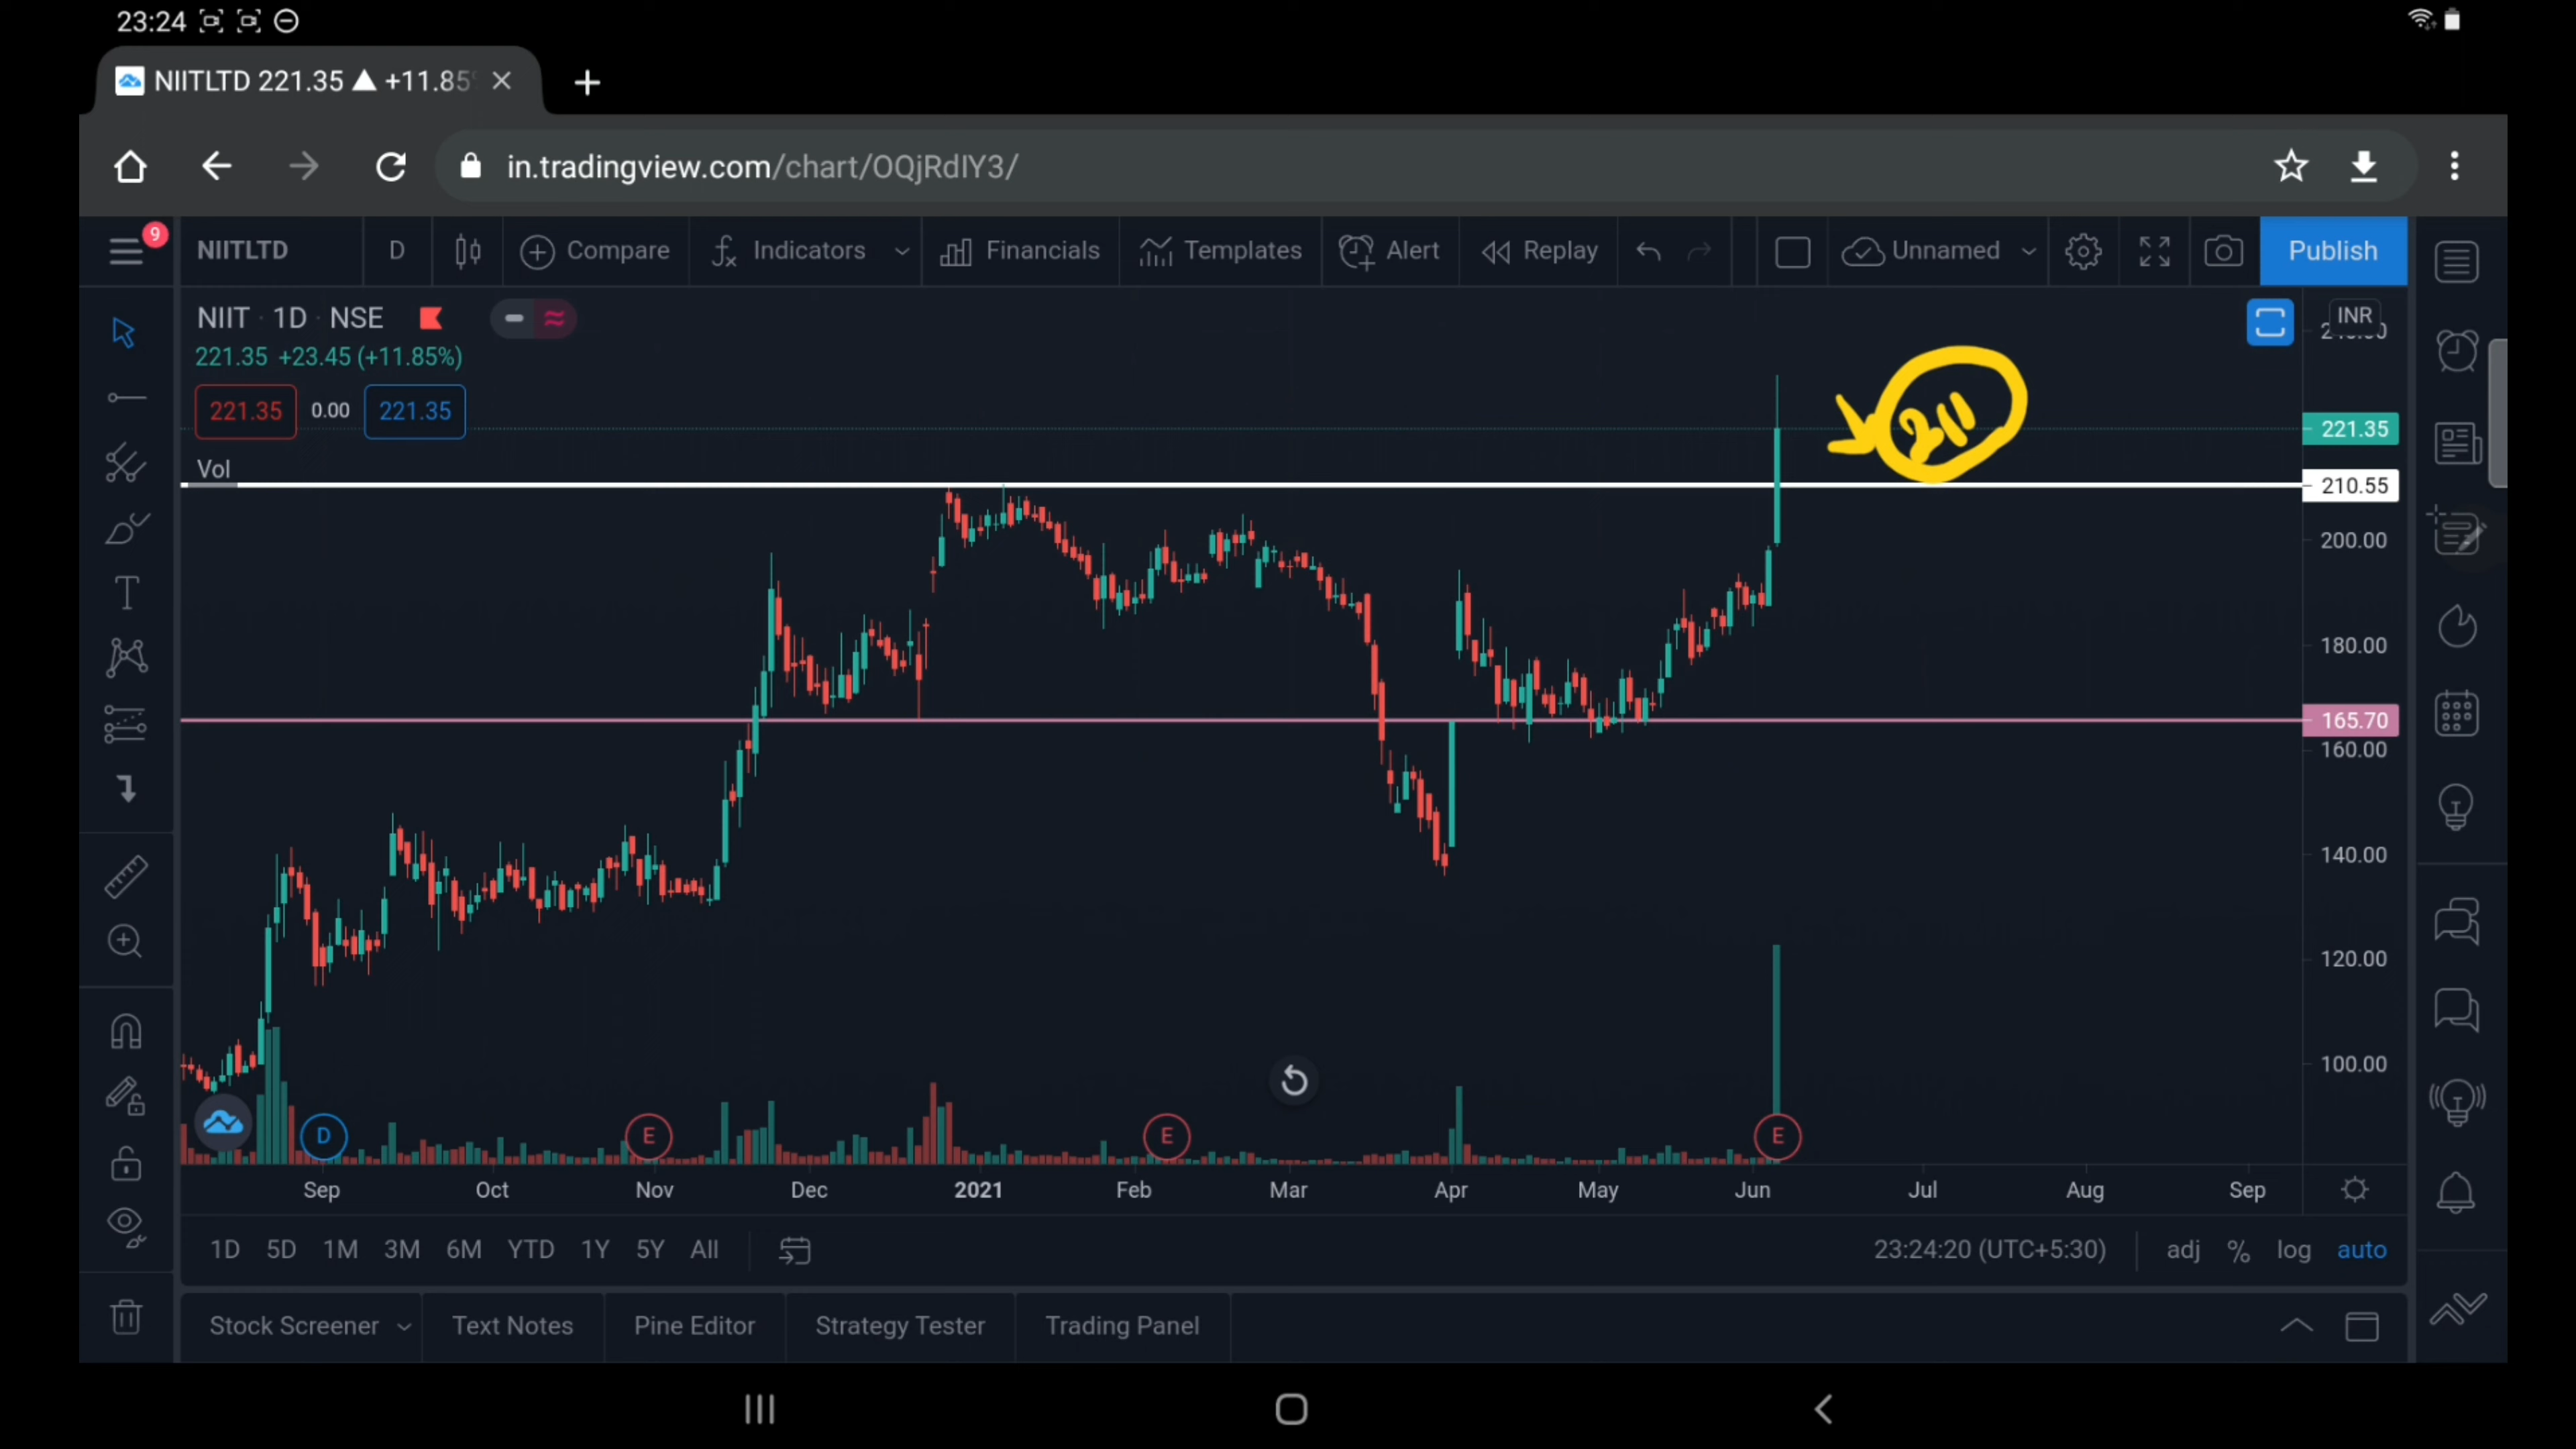 23:24
NIITLTD 221.35 ▲ +11.85
in.tradingview.com/chart/OQjRdIY3/
9
NIITLTD D Compare Indicators Financials Templates Alert Replay Unnamed Publish
NIIT · 1D · NSE
INR
221.35 +23.45 (+11.85%)
221.35 0.00 221.35
211
221.35
Vol
210.55
200.00
180.00
165.70
160.00
140.00
120.00
100.00
D E E E
Sep Oct Nov Dec 2021 Feb Mar Apr May Jun Jul Aug Sep
1D 5D 1M 3M 6M YTD 1Y 5Y All 23:24:20 (UTC+5:30) adj % log auto
Stock Screener Text Notes Pine Editor Strategy Tester Trading Panel